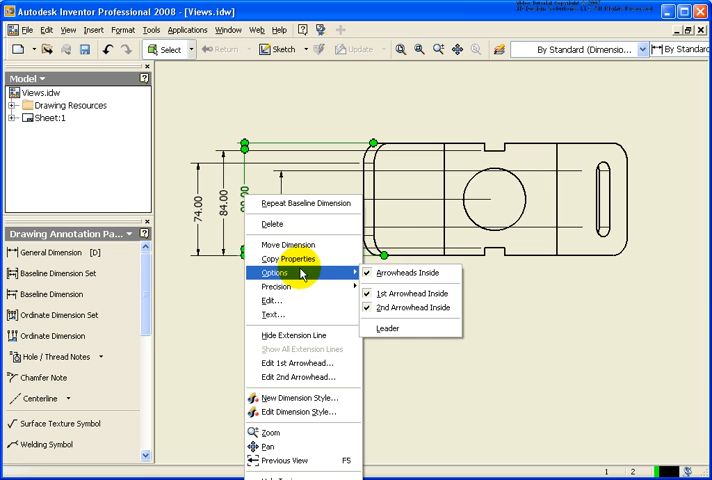 Autodesk Inventor Professional 2008 - [Views.idw]
File Edit View Insert Format Tools Applications Window Web Help
Select Return Sketch Update By Standard (Dimensio... By Standard
Model
Views.idw
Drawing Resources
Sheet:1
Drawing Annotation Pa...
General Dimension [D]
Baseline Dimension Set
Baseline Dimension
Ordinate Dimension Set
Ordinate Dimension
Hole / Thread Notes
Chamfer Note
Centerline
Surface Texture Symbol
Welding Symbol
74.00
84.00
Repeat Baseline Dimension
Delete
Move Dimension
Copy Properties
Options
Precision
Edit...
Text...
Hide Extension Line
Show All Extension Lines
Edit 1st Arrowhead...
Edit 2nd Arrowhead...
New Dimension Style...
Edit Dimension Style...
Zoom
Pan
Previous View F5
Arrowheads Inside
1st Arrowhead Inside
2nd Arrowhead Inside
Leader
1 2